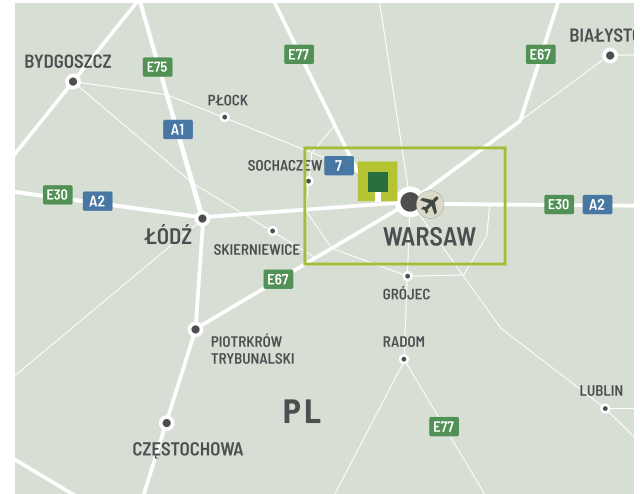 BIAŁYSTO
BYDGOSZCZ
E77
E67
E75
PŁOCK
A1
7
SOCHACZEW
E30
A2
E30
A2
ŁÓDŹ
WARSAW
SKIERNIEWICE
E67
GRÓJEC
PIOTRKRÓW
TRYBUNALSKI
RADOM
LUBLIN
PL
E77
CZĘSTOCHOWA